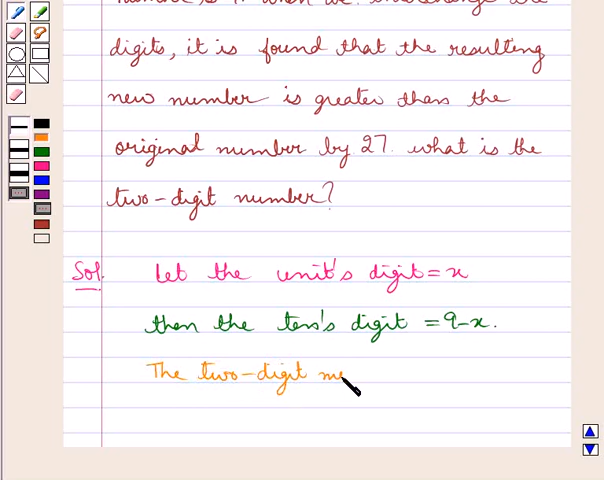 digits, it is found that the resulting
new number is greater than the
original number by 27. what is the
two-digit number?
Sol. Let the unit's digit = x
then the ten's digit = 9-x.
The two-digit